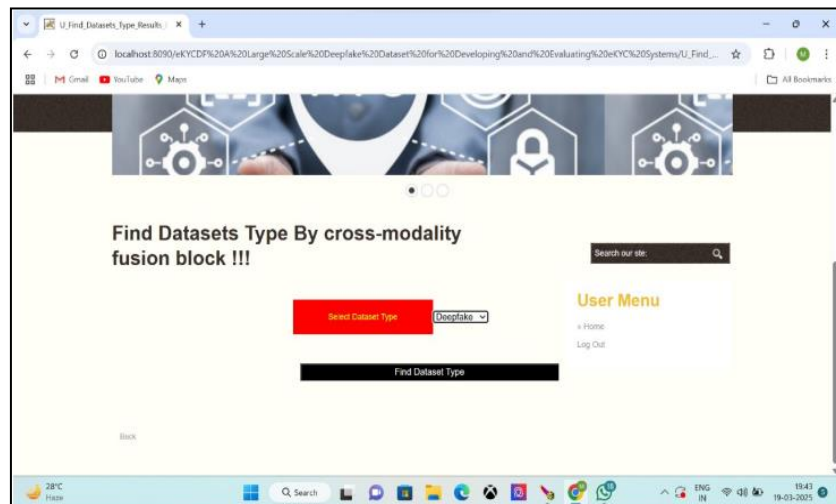 U_Find_Datasets_Type_Results_
localhost:8090/eKYCDF%20A%20Large%20Scale%20Deepfake%20Dataset%20for%20Developing%20and%20Evaluating%20eKYC%20Systems/U_Find_...
Gmail YouTube Maps All Bookmarks
Find Datasets Type By cross-modality
fusion block !!!
Search our site:
Select Dataset Type Deepfake
User Menu
» Home
Log Out
Find Dataset Type
Back
28°C
Haze
Search
ENG
IN
19:43
19-03-2025